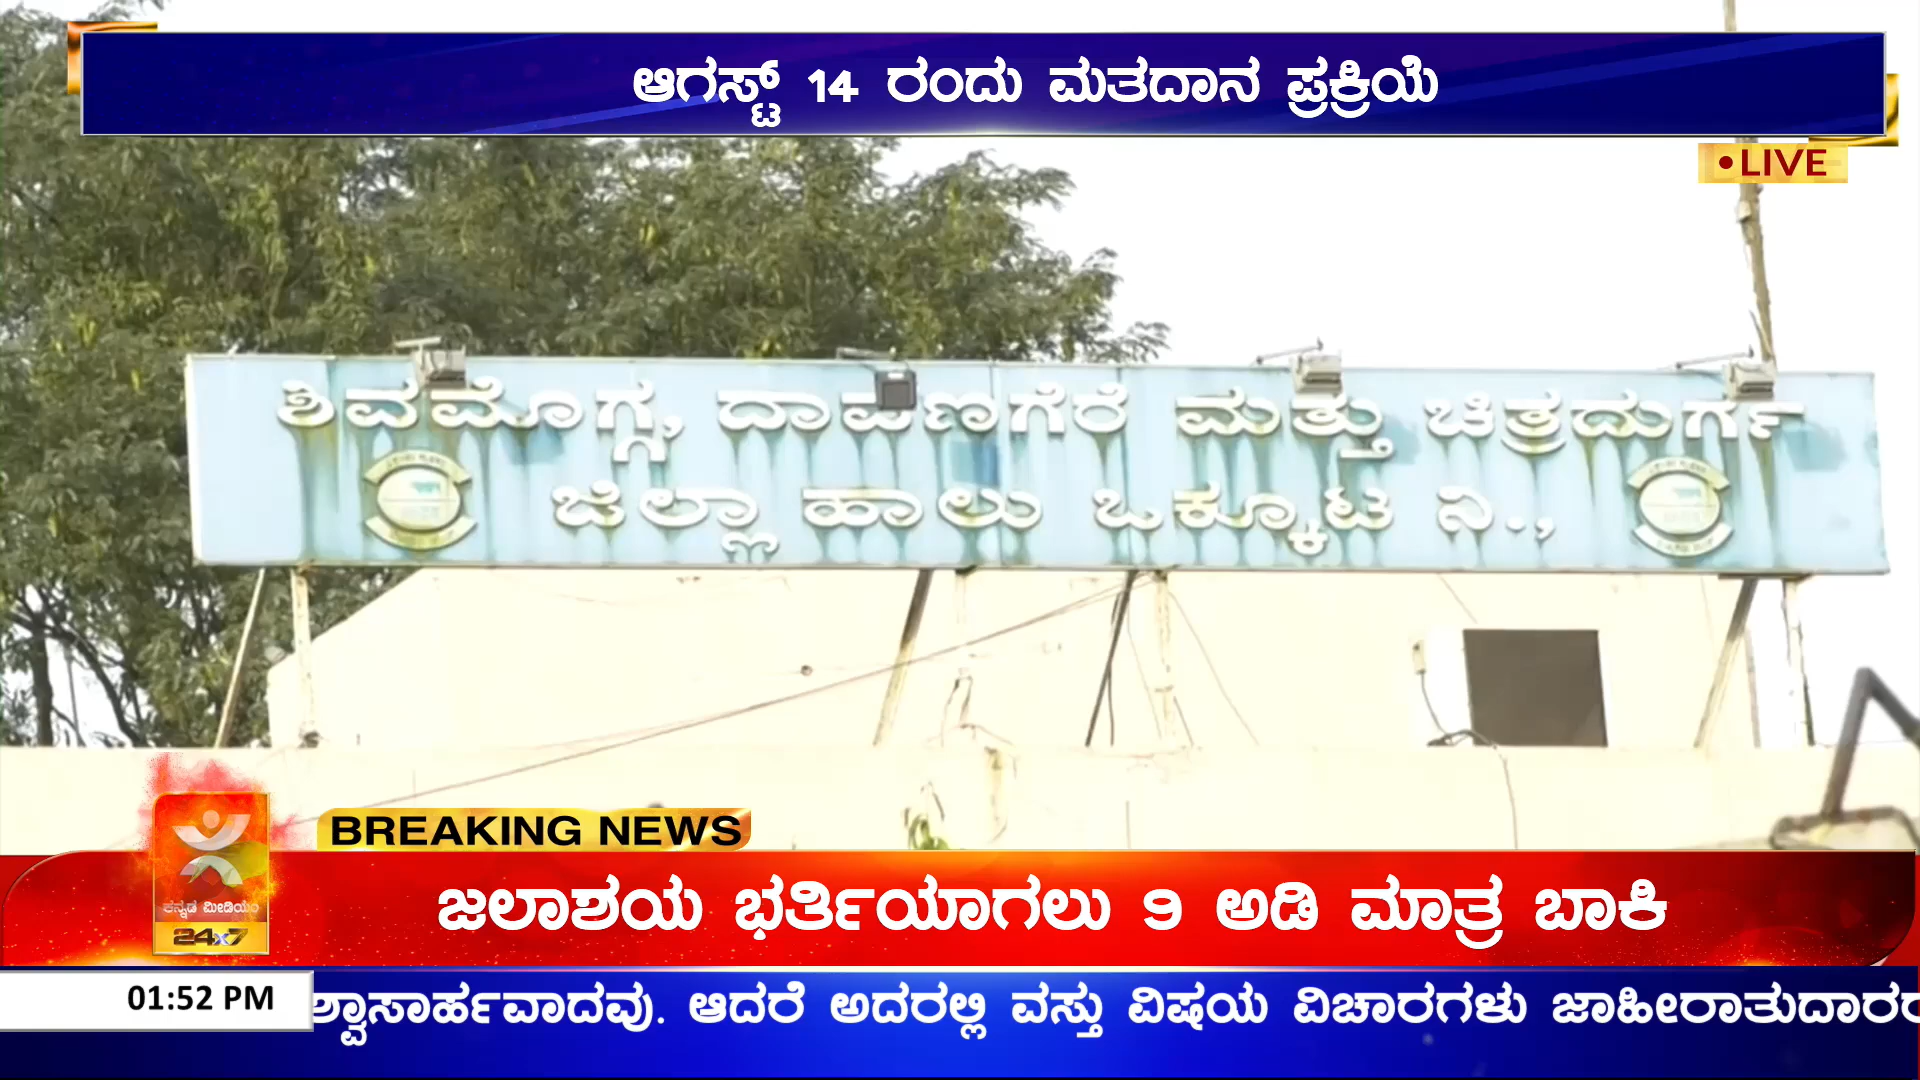 ಆಗಸ್ಟ್ 14 ರಂದು ಮತದಾನ ಪ್ರಕ್ರಿಯೆ
LIVE
ಶಿವಮೊಗ್ಗ, ದಾವಣಗೆರೆ ಮತ್ತು ಚಿತ್ರದುರ್ಗ
ಜಿಲ್ಲಾ ಹಾಲು ಒಕ್ಕೂಟ ನಿ.,
BREAKING NEWS
ಜಲಾಶಯ ಭರ್ತಿಯಾಗಲು 9 ಅಡಿ ಮಾತ್ರ ಬಾಕಿ
ಕನ್ನಡ ಮೀಡಿಯಂ
24x7
01:52 PM
ಶ್ವಾಸಾರ್ಹವಾದವು. ಆದರೆ ಅದರಲ್ಲಿ ವಸ್ತು ವಿಷಯ ವಿಚಾರಗಳು ಜಾಹೀರಾತುದಾರರ